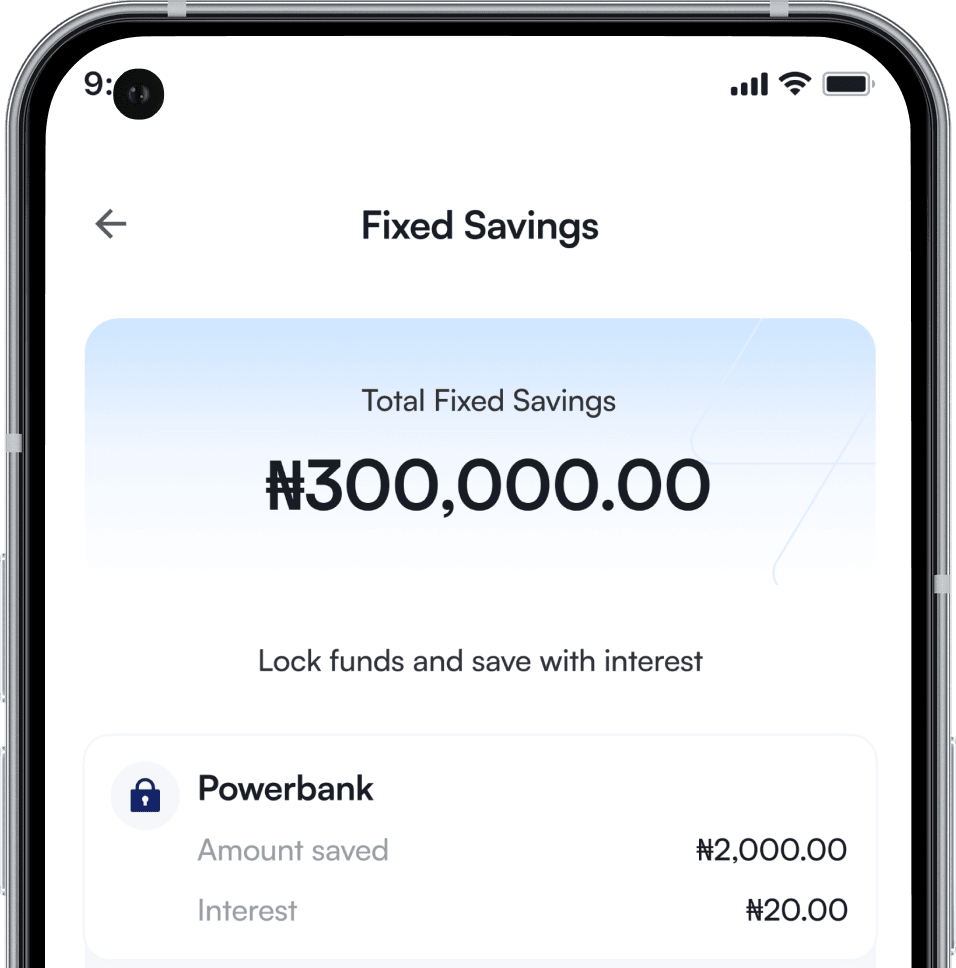 9:
Fixed Savings
Total Fixed Savings
₦300,000.00
Lock funds and save with interest
Powerbank
Amount saved ₦2,000.00
Interest ₦20.00